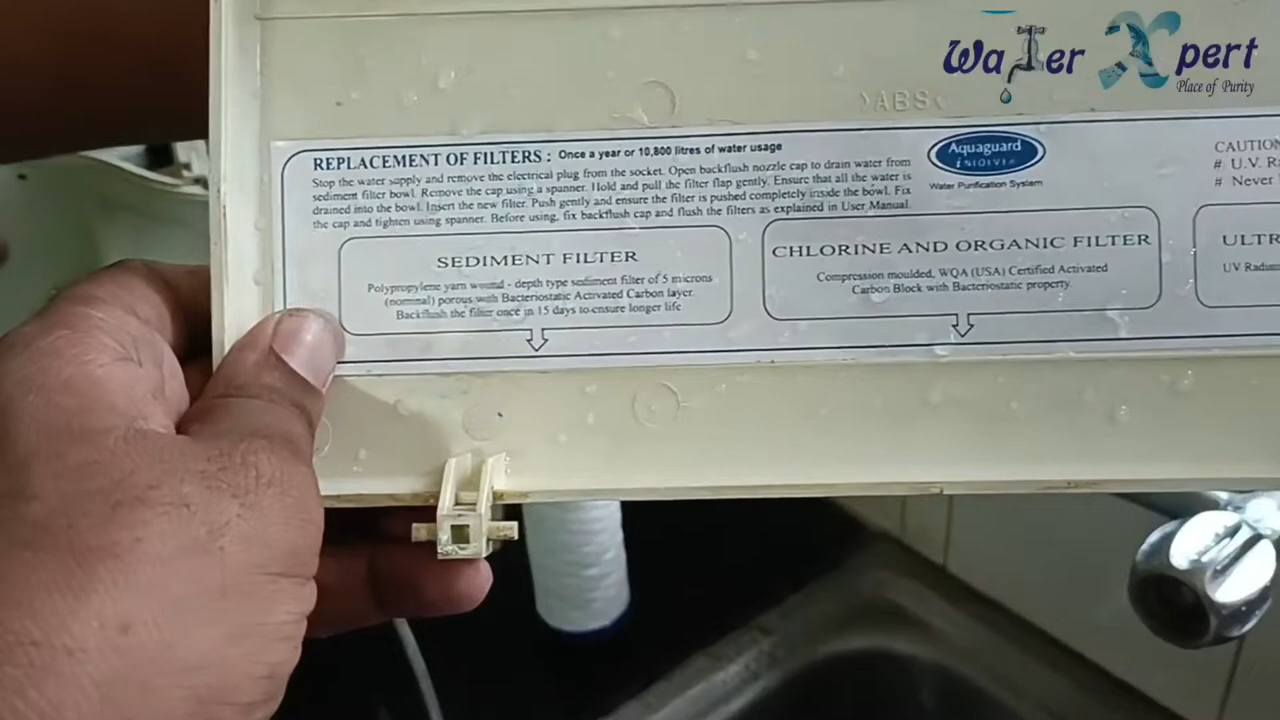 Water Xpert
Place of Purity
>ABS<
REPLACEMENT OF FILTERS : Once a year or 10,800 litres of water usage
Stop the water supply and remove the electrical plug from the socket. Open backflush nozzle cap to drain water from
sediment filter bowl. Remove the cap using a spanner. Hold and pull the filter flap gently. Ensure that all the water is
drained into the bowl. Insert the new filter. Push gently and ensure the filter is pushed completely inside the bowl. Fix
the cap and tighten using spanner. Before using, fix backflush cap and flush the filters as explained in User Manual.
Aquaguard
Water Purification System
CAUTION
# U.V. R
# Never
SEDIMENT FILTER
Polypropylene yarn wound - depth type sediment filter of 5 microns
(nominal) porous with Bacteriostatic Activated Carbon layer.
Backflush the filter once in 15 days to ensure longer life
CHLORINE AND ORGANIC FILTER
Compression moulded, WQA (USA) Certified Activated
Carbon Block with Bacteriostatic property.
ULTR
UV Radia